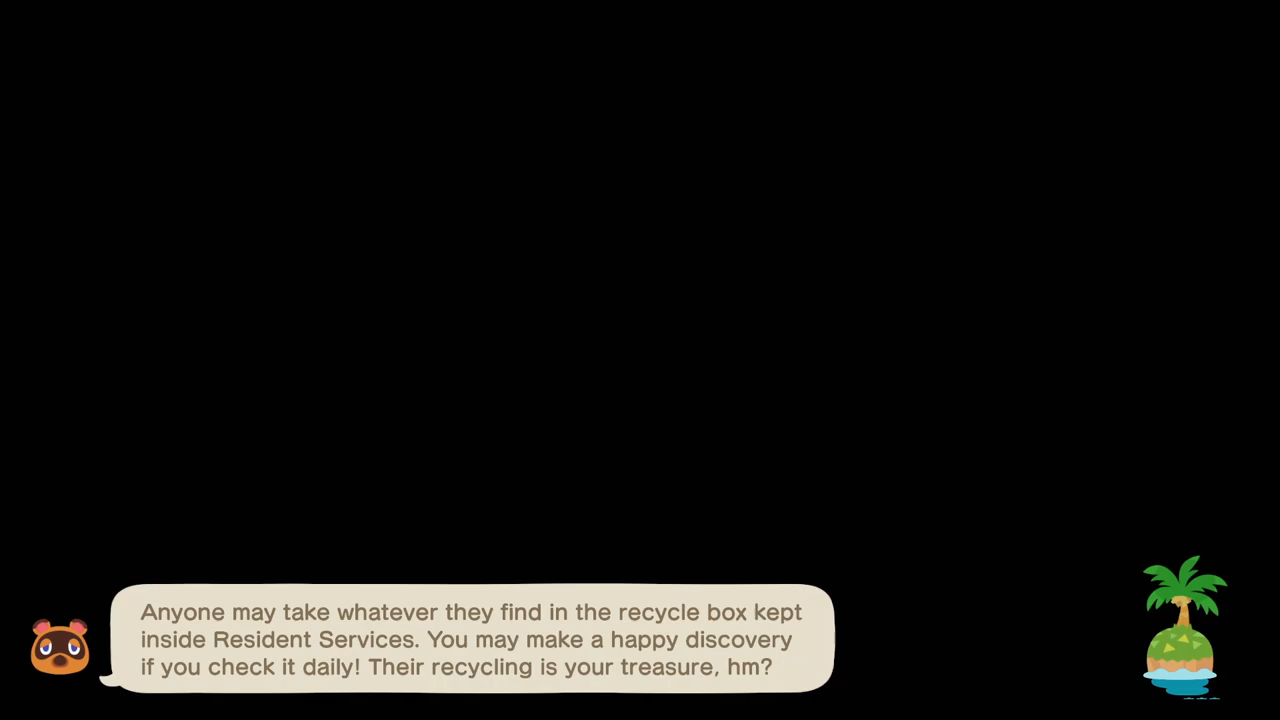 Anyone may take whatever they find in the recycle box kept
inside Resident Services. You may make a happy discovery
if you check it daily! Their recycling is your treasure, hm?